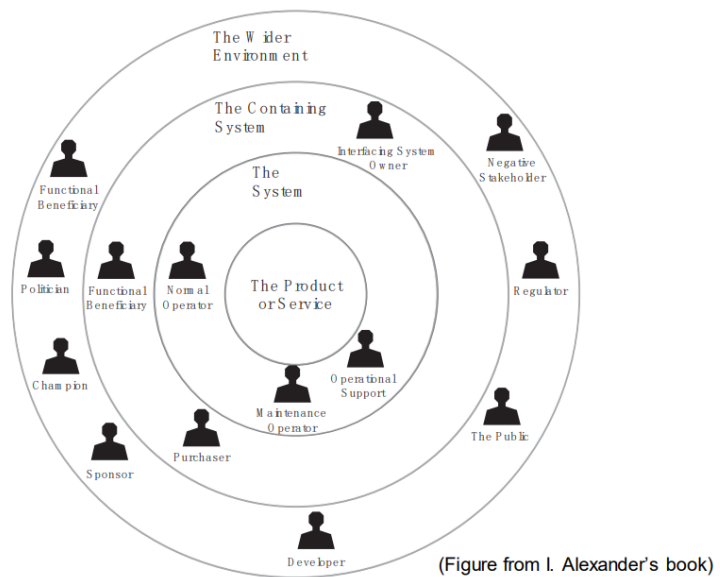 The Wider
Environment
The Containing
System
Interfacing System
Owner
Negative
Stakeholder
The
System
Functional
Beneficiary
Politician
Functional
Beneficiary
Normal
Operator
The Product
or Service
Regulator
Champion
Operational
Support
Maintenance
Operator
The Public
Purchaser
Sponsor
Developer
(Figure from I. Alexander's book)